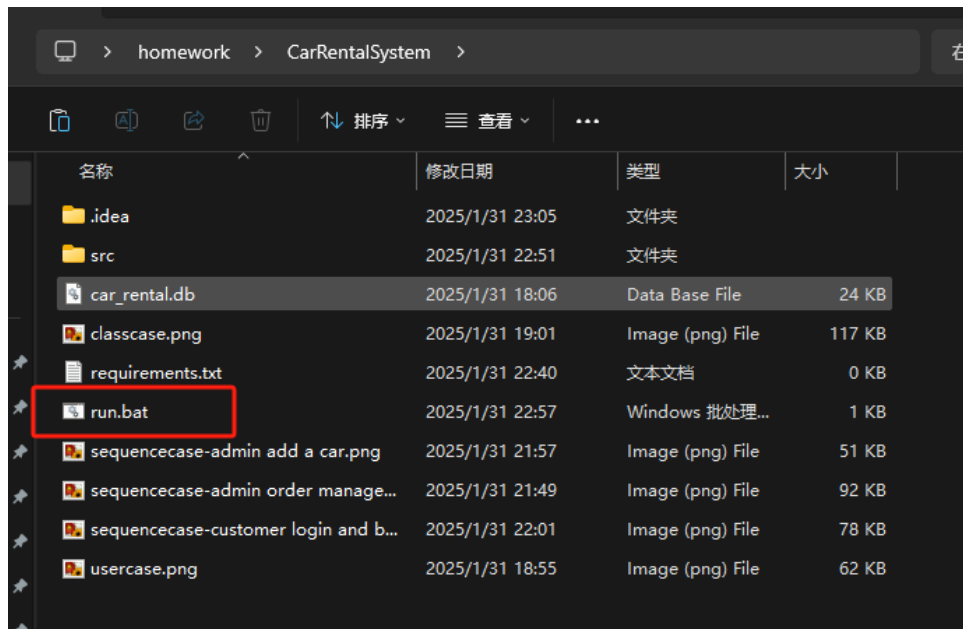 homework > CarRentalSystem >
排序 查看 ...
名称 修改日期 类型 大小
.idea 2025/1/31 23:05 文件夹
src 2025/1/31 22:51 文件夹
car_rental.db 2025/1/31 18:06 Data Base File 24 KB
classcase.png 2025/1/31 19:01 Image (png) File 117 KB
requirements.txt 2025/1/31 22:40 文本文档 0 KB
run.bat 2025/1/31 22:57 Windows 批处理... 1 KB
sequencecase-admin add a car.png 2025/1/31 21:57 Image (png) File 51 KB
sequencecase-admin order manage... 2025/1/31 21:49 Image (png) File 92 KB
sequencecase-customer login and b... 2025/1/31 22:01 Image (png) File 78 KB
usercase.png 2025/1/31 18:55 Image (png) File 62 KB